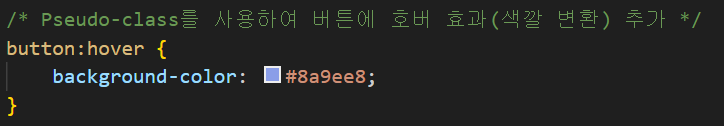 /* Pseudo-class를 사용하여 버튼에 호버 효과(색깔 변환) 추가 */
button:hover {
    background-color: #8a9ee8;
}